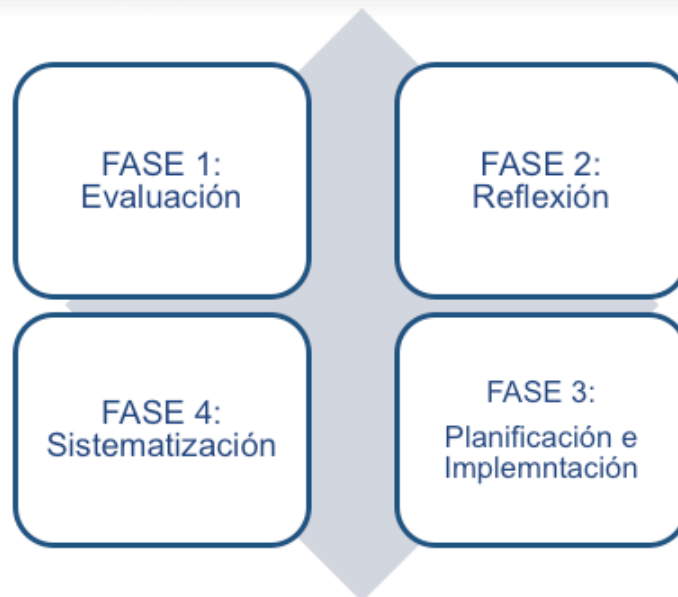 FASE 1:
Evaluación
FASE 2:
Reflexión
FASE 4:
Sistematización
FASE 3:
Planificación e
Implemntación